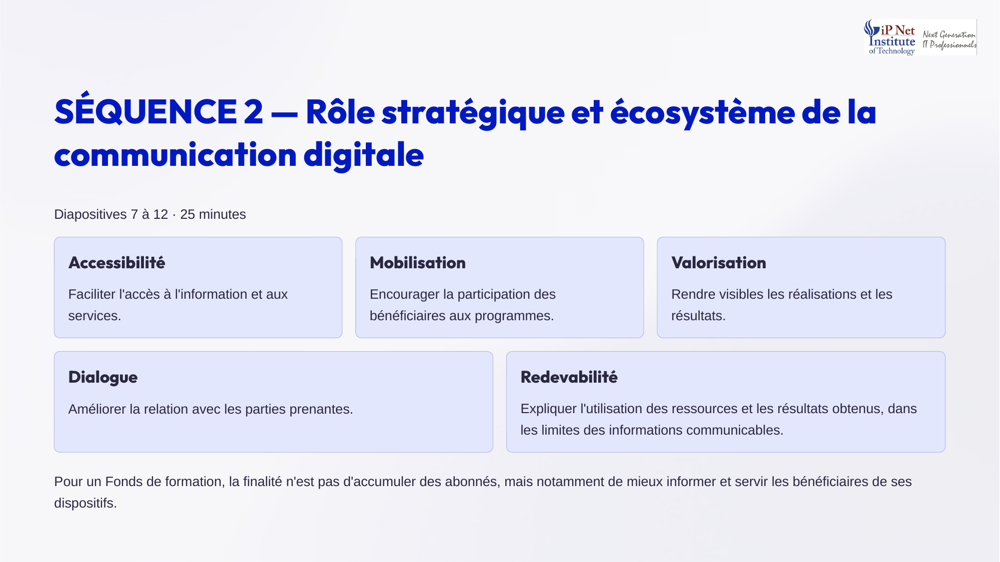 iP Net
Institute
of Technology
Next Generation
IT Professionnels
SÉQUENCE 2 — Rôle stratégique et écosystème de la
communication digitale
Diapositives 7 à 12 · 25 minutes
Accessibilité
Faciliter l'accès à l'information et aux
services.
Mobilisation
Encourager la participation des
bénéficiaires aux programmes.
Valorisation
Rendre visibles les réalisations et les
résultats.
Dialogue
Améliorer la relation avec les parties prenantes.
Redevabilité
Expliquer l'utilisation des ressources et les résultats obtenus, dans
les limites des informations communicables.
Pour un Fonds de formation, la finalité n'est pas d'accumuler des abonnés, mais notamment de mieux informer et servir les bénéficiaires de ses
dispositifs.